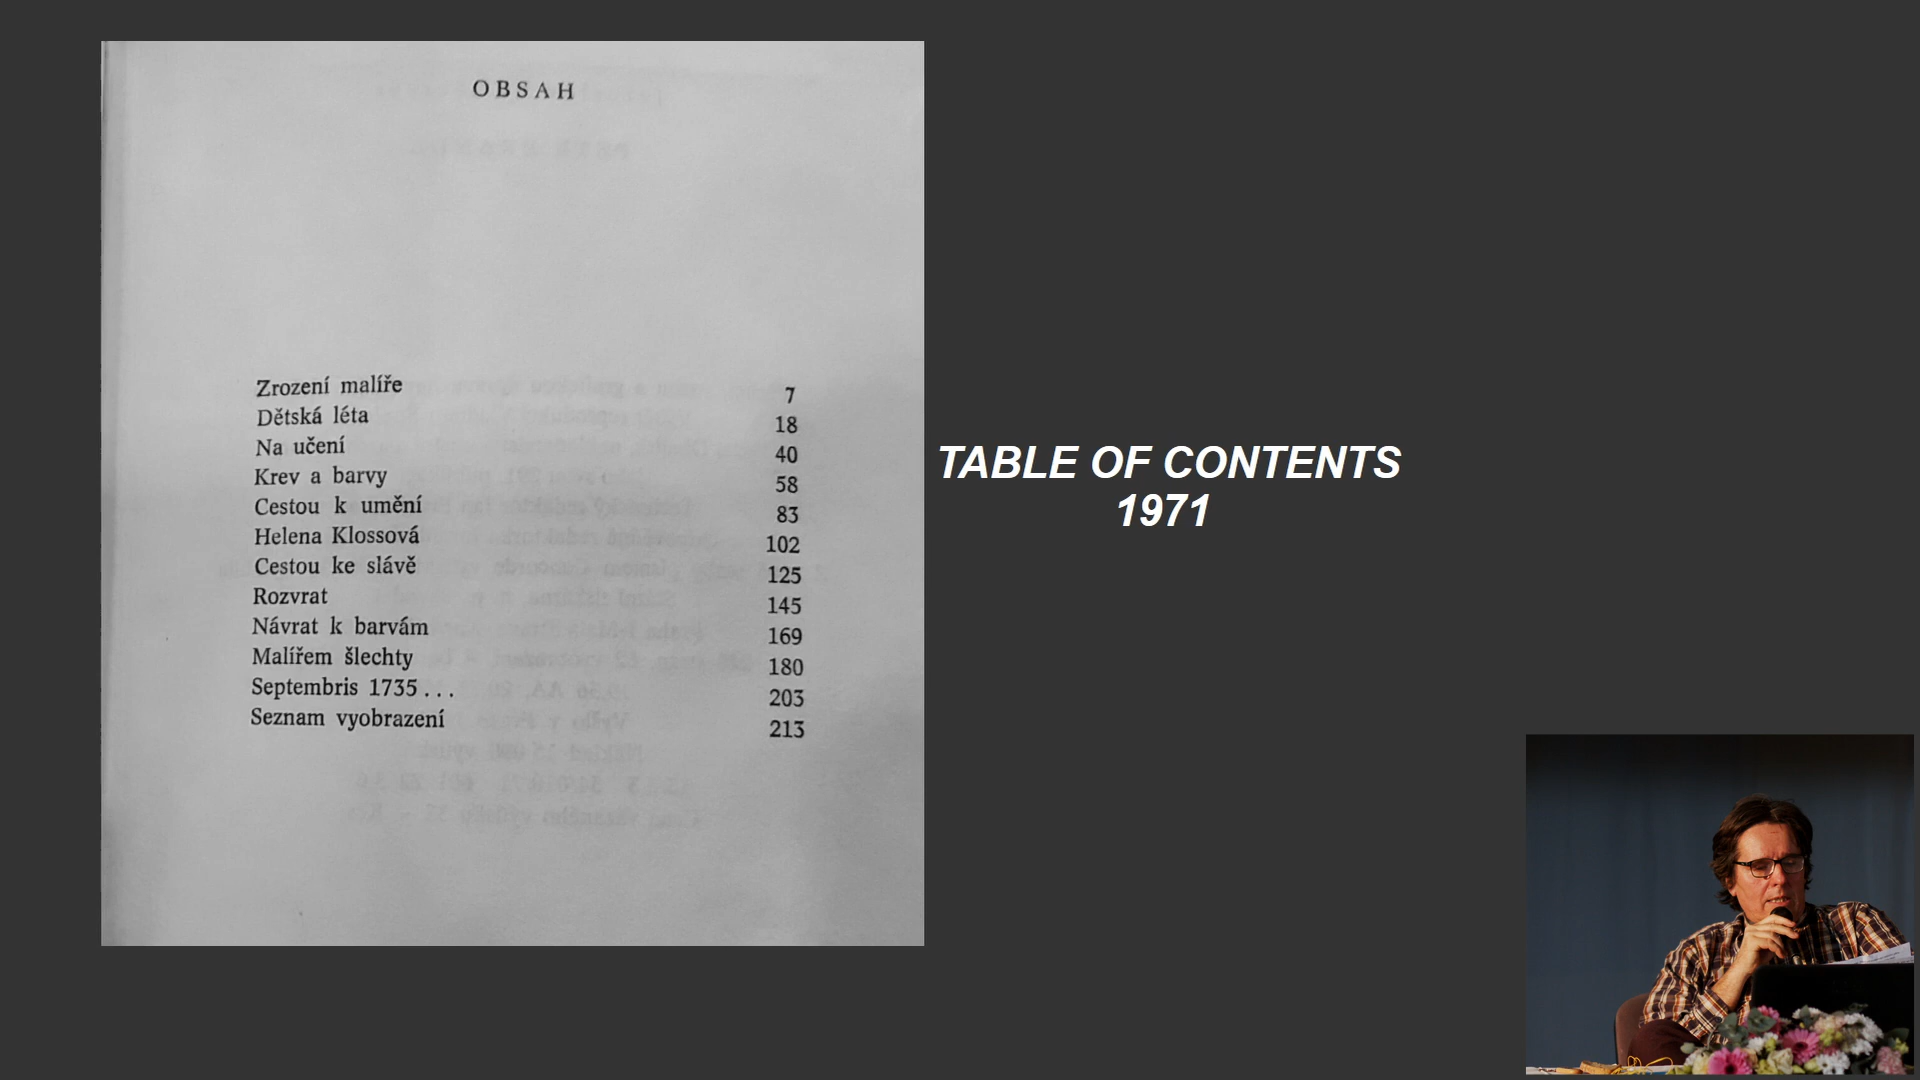 OBSAH
Zrození malíře 7
Dětská léta 18
Na učení 40
Krev a barvy 58
Cestou k umění 83
Helena Klossová 102
Cestou ke slávě 125
Rozvrat 145
Návrat k barvám 169
Malířem šlechty 180
Septembris 1735... 203
Seznam vyobrazení 213
TABLE OF CONTENTS
1971